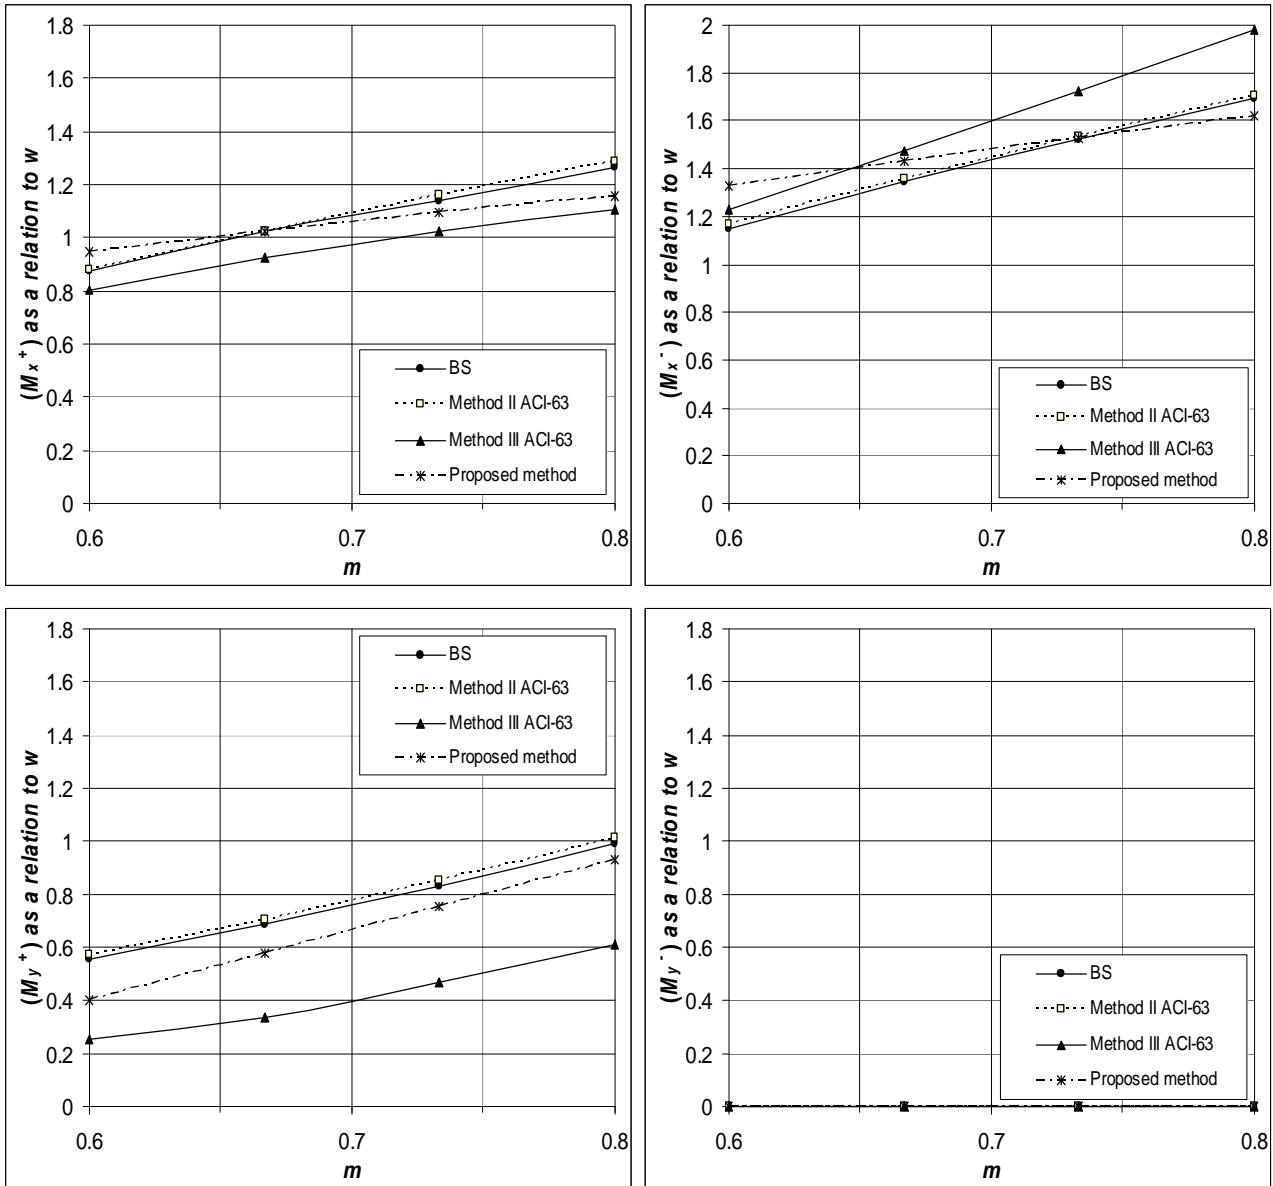 (Mx+) as a relation to w
1.8
1.6
1.4
1.2
1
0.8
0.6
0.4
0.2
0
BS
Method II ACI-63
Method III ACI-63
Proposed method
0.6 0.7 0.8
m
(Mx-) as a relation to w
2
1.8
1.6
1.4
1.2
1
0.8
0.6
0.4
0.2
0
BS
Method II ACI-63
Method III ACI-63
Proposed method
0.6 0.7 0.8
m
(My+) as a relation to w
1.8
1.6
1.4
1.2
1
0.8
0.6
0.4
0.2
0
BS
Method II ACI-63
Method III ACI-63
Proposed method
0.6 0.7 0.8
m
(My-) as a relation to w
1.8
1.6
1.4
1.2
1
0.8
0.6
0.4
0.2
0
BS
Method II ACI-63
Method III ACI-63
Proposed method
0.6 0.7 0.8
m